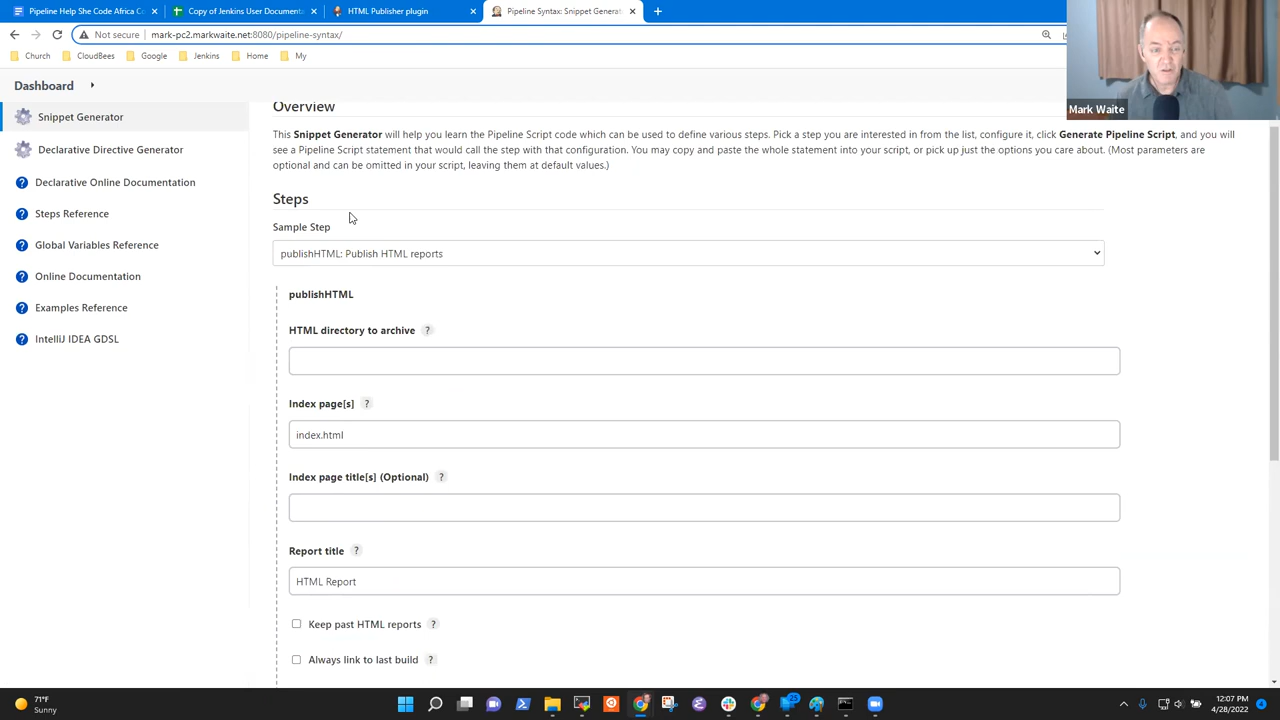 Pipeline Help She Code Africa Co
Copy of Jenkins User Documenta
HTML Publisher plugin
Pipeline Syntax: Snippet Generat
Not secure
mark-pc2.markwaite.net:8080/pipeline-syntax/
Church
CloudBees
Google
Jenkins
Home
My
Mark Waite
Dashboard
Snippet Generator
Declarative Directive Generator
Declarative Online Documentation
Steps Reference
Global Variables Reference
Online Documentation
Examples Reference
IntelliJ IDEA GDSL
Overview
This Snippet Generator will help you learn the Pipeline Script code which can be used to define various steps. Pick a step you are interested in from the list, configure it, click Generate Pipeline Script, and you will
see a Pipeline Script statement that would call the step with that configuration. You may copy and paste the whole statement into your script, or pick up just the options you care about. (Most parameters are
optional and can be omitted in your script, leaving them at default values.)
Steps
Sample Step
publishHTML: Publish HTML reports
publishHTML
HTML directory to archive ?
Index page[s] ?
index.html
Index page title[s] (Optional) ?
Report title ?
HTML Report
Keep past HTML reports ?
Always link to last build ?
71°F
Sunny
12:07 PM
4/28/2022